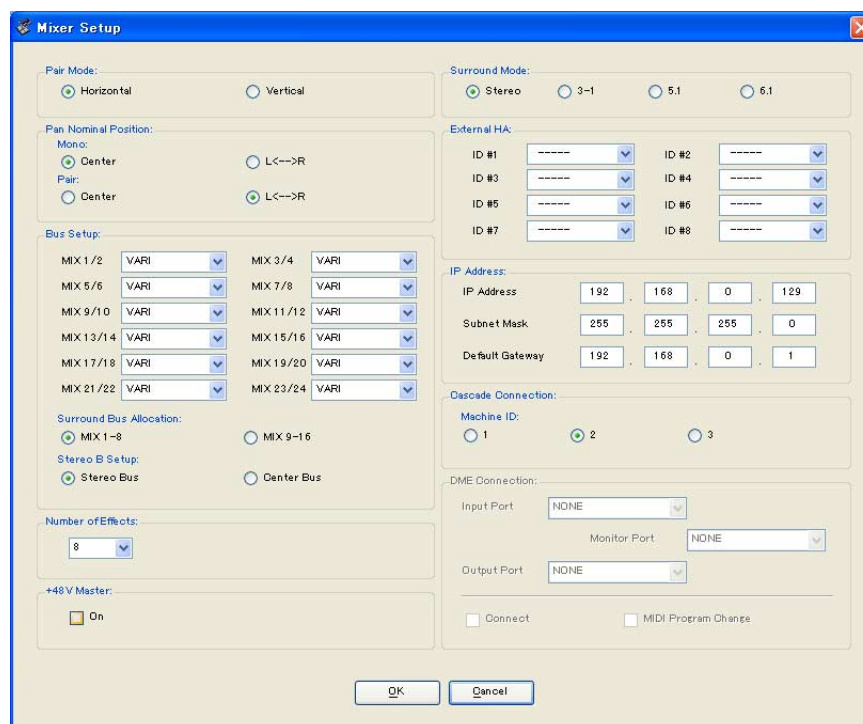 Mixer Setup
Pair Mode:
Horizontal Vertical
Pan Nominal Position:
Mono:
Center L<-->R
Pair:
Center L<-->R
Bus Setup:
MIX 1/2 VARI MIX 3/4 VARI
MIX 5/6 VARI MIX 7/8 VARI
MIX 9/10 VARI MIX 11/12 VARI
MIX 13/14 VARI MIX 15/16 VARI
MIX 17/18 VARI MIX 19/20 VARI
MIX 21/22 VARI MIX 23/24 VARI
Surround Bus Allocation:
MIX 1-8 MIX 9-16
Stereo B Setup:
Stereo Bus Center Bus
Number of Effects:
8
+48V Master:
On
Surround Mode:
Stereo 3-1 5.1 6.1
External HA:
ID #1 ----- ID #2 -----
ID #3 ----- ID #4 -----
ID #5 ----- ID #6 -----
ID #7 ----- ID #8 -----
IP Address:
IP Address 192 . 168 . 0 . 129
Subnet Mask 255 . 255 . 255 . 0
Default Gateway 192 . 168 . 0 . 1
Cascade Connection:
Machine ID:
1 2 3
DME Connection:
Input Port NONE
Monitor Port NONE
Output Port NONE
Connect MIDI Program Change
OK Cancel